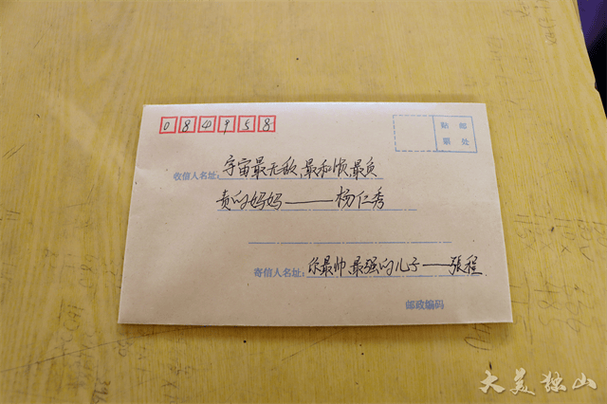 084958
贴 邮
票 处
收信人名址：宇宙最无敌、最和顺、最负
责的妈妈——杨仁秀
寄信人名址：你最帅、最强的儿子——張程
邮政编码
大美独山